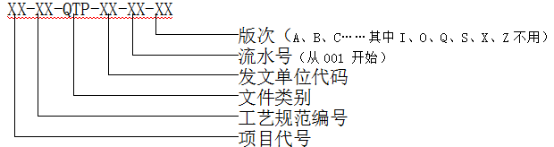 XX-XX-QTP-XX-XX-XX
版次（A、B、C……其中 I、O、Q、S、X、Z 不用）
流水号（从 001 开始）
发文单位代码
文件类别
工艺规范编号
项目代号